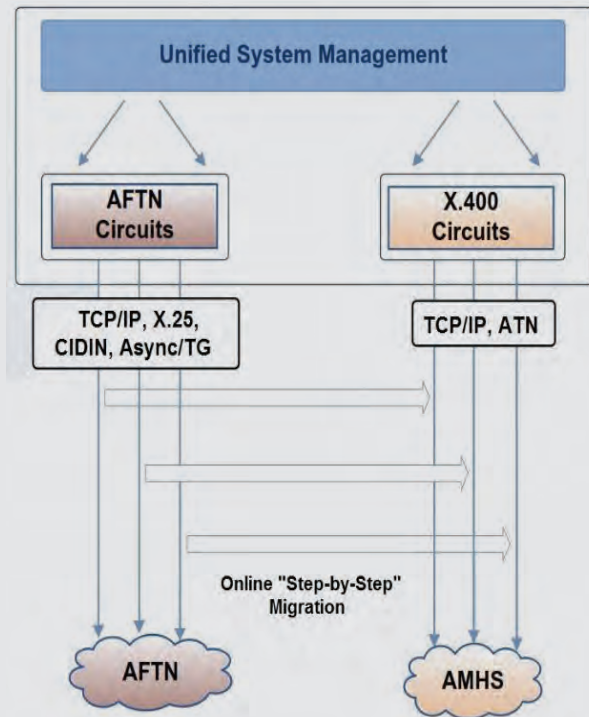 Unified System Management
AFTN
Circuits
X.400
Circuits
TCP/IP, X.25,
CIDIN, Async/TG
TCP/IP, ATN
Online "Step-by-Step"
Migration
AFTN
AMHS